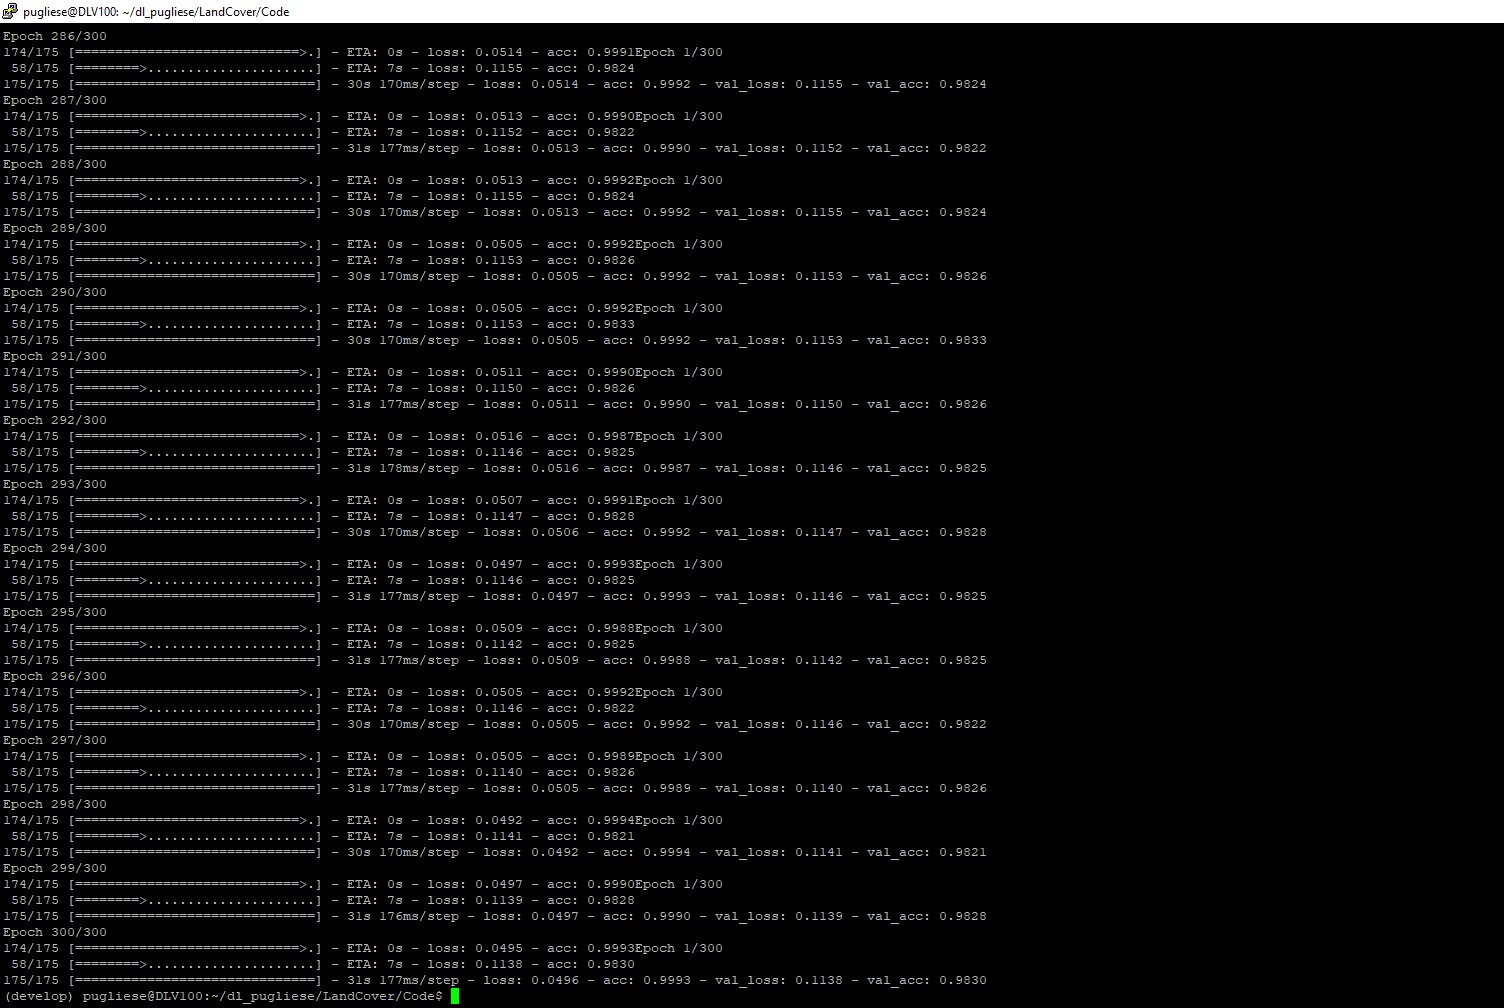 pugliese@DLV100: ~/dl_pugliese/LandCover/Code
Epoch 286/300
174/175 [============================>.] - ETA: 0s - loss: 0.0514 - acc: 0.9991Epoch 1/300
 58/175 [========>.....................] - ETA: 7s - loss: 0.1155 - acc: 0.9824
175/175 [==============================] - 30s 170ms/step - loss: 0.0514 - acc: 0.9992 - val_loss: 0.1155 - val_acc: 0.9824
Epoch 287/300
174/175 [============================>.] - ETA: 0s - loss: 0.0513 - acc: 0.9990Epoch 1/300
 58/175 [========>.....................] - ETA: 7s - loss: 0.1152 - acc: 0.9822
175/175 [==============================] - 31s 177ms/step - loss: 0.0513 - acc: 0.9990 - val_loss: 0.1152 - val_acc: 0.9822
Epoch 288/300
174/175 [============================>.] - ETA: 0s - loss: 0.0513 - acc: 0.9992Epoch 1/300
 58/175 [========>.....................] - ETA: 7s - loss: 0.1155 - acc: 0.9824
175/175 [==============================] - 30s 170ms/step - loss: 0.0513 - acc: 0.9992 - val_loss: 0.1155 - val_acc: 0.9824
Epoch 289/300
174/175 [============================>.] - ETA: 0s - loss: 0.0505 - acc: 0.9992Epoch 1/300
 58/175 [========>.....................] - ETA: 7s - loss: 0.1153 - acc: 0.9826
175/175 [==============================] - 30s 170ms/step - loss: 0.0505 - acc: 0.9992 - val_loss: 0.1153 - val_acc: 0.9826
Epoch 290/300
174/175 [============================>.] - ETA: 0s - loss: 0.0505 - acc: 0.9992Epoch 1/300
 58/175 [========>.....................] - ETA: 7s - loss: 0.1153 - acc: 0.9833
175/175 [==============================] - 30s 170ms/step - loss: 0.0505 - acc: 0.9992 - val_loss: 0.1153 - val_acc: 0.9833
Epoch 291/300
174/175 [============================>.] - ETA: 0s - loss: 0.0511 - acc: 0.9990Epoch 1/300
 58/175 [========>.....................] - ETA: 7s - loss: 0.1150 - acc: 0.9826
175/175 [==============================] - 31s 177ms/step - loss: 0.0511 - acc: 0.9990 - val_loss: 0.1150 - val_acc: 0.9826
Epoch 292/300
174/175 [============================>.] - ETA: 0s - loss: 0.0516 - acc: 0.9987Epoch 1/300
 58/175 [========>.....................] - ETA: 7s - loss: 0.1146 - acc: 0.9825
175/175 [==============================] - 31s 178ms/step - loss: 0.0516 - acc: 0.9987 - val_loss: 0.1146 - val_acc: 0.9825
Epoch 293/300
174/175 [============================>.] - ETA: 0s - loss: 0.0507 - acc: 0.9991Epoch 1/300
 58/175 [========>.....................] - ETA: 7s - loss: 0.1147 - acc: 0.9828
175/175 [==============================] - 30s 170ms/step - loss: 0.0506 - acc: 0.9992 - val_loss: 0.1147 - val_acc: 0.9828
Epoch 294/300
174/175 [============================>.] - ETA: 0s - loss: 0.0497 - acc: 0.9993Epoch 1/300
 58/175 [========>.....................] - ETA: 7s - loss: 0.1146 - acc: 0.9825
175/175 [==============================] - 31s 177ms/step - loss: 0.0497 - acc: 0.9993 - val_loss: 0.1146 - val_acc: 0.9825
Epoch 295/300
174/175 [============================>.] - ETA: 0s - loss: 0.0509 - acc: 0.9988Epoch 1/300
 58/175 [========>.....................] - ETA: 7s - loss: 0.1142 - acc: 0.9825
175/175 [==============================] - 31s 177ms/step - loss: 0.0509 - acc: 0.9988 - val_loss: 0.1142 - val_acc: 0.9825
Epoch 296/300
174/175 [============================>.] - ETA: 0s - loss: 0.0505 - acc: 0.9992Epoch 1/300
 58/175 [========>.....................] - ETA: 7s - loss: 0.1146 - acc: 0.9822
175/175 [==============================] - 30s 170ms/step - loss: 0.0505 - acc: 0.9992 - val_loss: 0.1146 - val_acc: 0.9822
Epoch 297/300
174/175 [============================>.] - ETA: 0s - loss: 0.0505 - acc: 0.9989Epoch 1/300
 58/175 [========>.....................] - ETA: 7s - loss: 0.1140 - acc: 0.9826
175/175 [==============================] - 31s 177ms/step - loss: 0.0505 - acc: 0.9989 - val_loss: 0.1140 - val_acc: 0.9826
Epoch 298/300
174/175 [============================>.] - ETA: 0s - loss: 0.0492 - acc: 0.9994Epoch 1/300
 58/175 [========>.....................] - ETA: 7s - loss: 0.1141 - acc: 0.9821
175/175 [==============================] - 30s 170ms/step - loss: 0.0492 - acc: 0.9994 - val_loss: 0.1141 - val_acc: 0.9821
Epoch 299/300
174/175 [============================>.] - ETA: 0s - loss: 0.0497 - acc: 0.9990Epoch 1/300
 58/175 [========>.....................] - ETA: 7s - loss: 0.1139 - acc: 0.9828
175/175 [==============================] - 31s 176ms/step - loss: 0.0497 - acc: 0.9990 - val_loss: 0.1139 - val_acc: 0.9828
Epoch 300/300
174/175 [============================>.] - ETA: 0s - loss: 0.0495 - acc: 0.9993Epoch 1/300
 58/175 [========>.....................] - ETA: 7s - loss: 0.1138 - acc: 0.9830
175/175 [==============================] - 31s 177ms/step - loss: 0.0496 - acc: 0.9993 - val_loss: 0.1138 - val_acc: 0.9830
(develop) pugliese@DLV100:~/dl_pugliese/LandCover/Code$